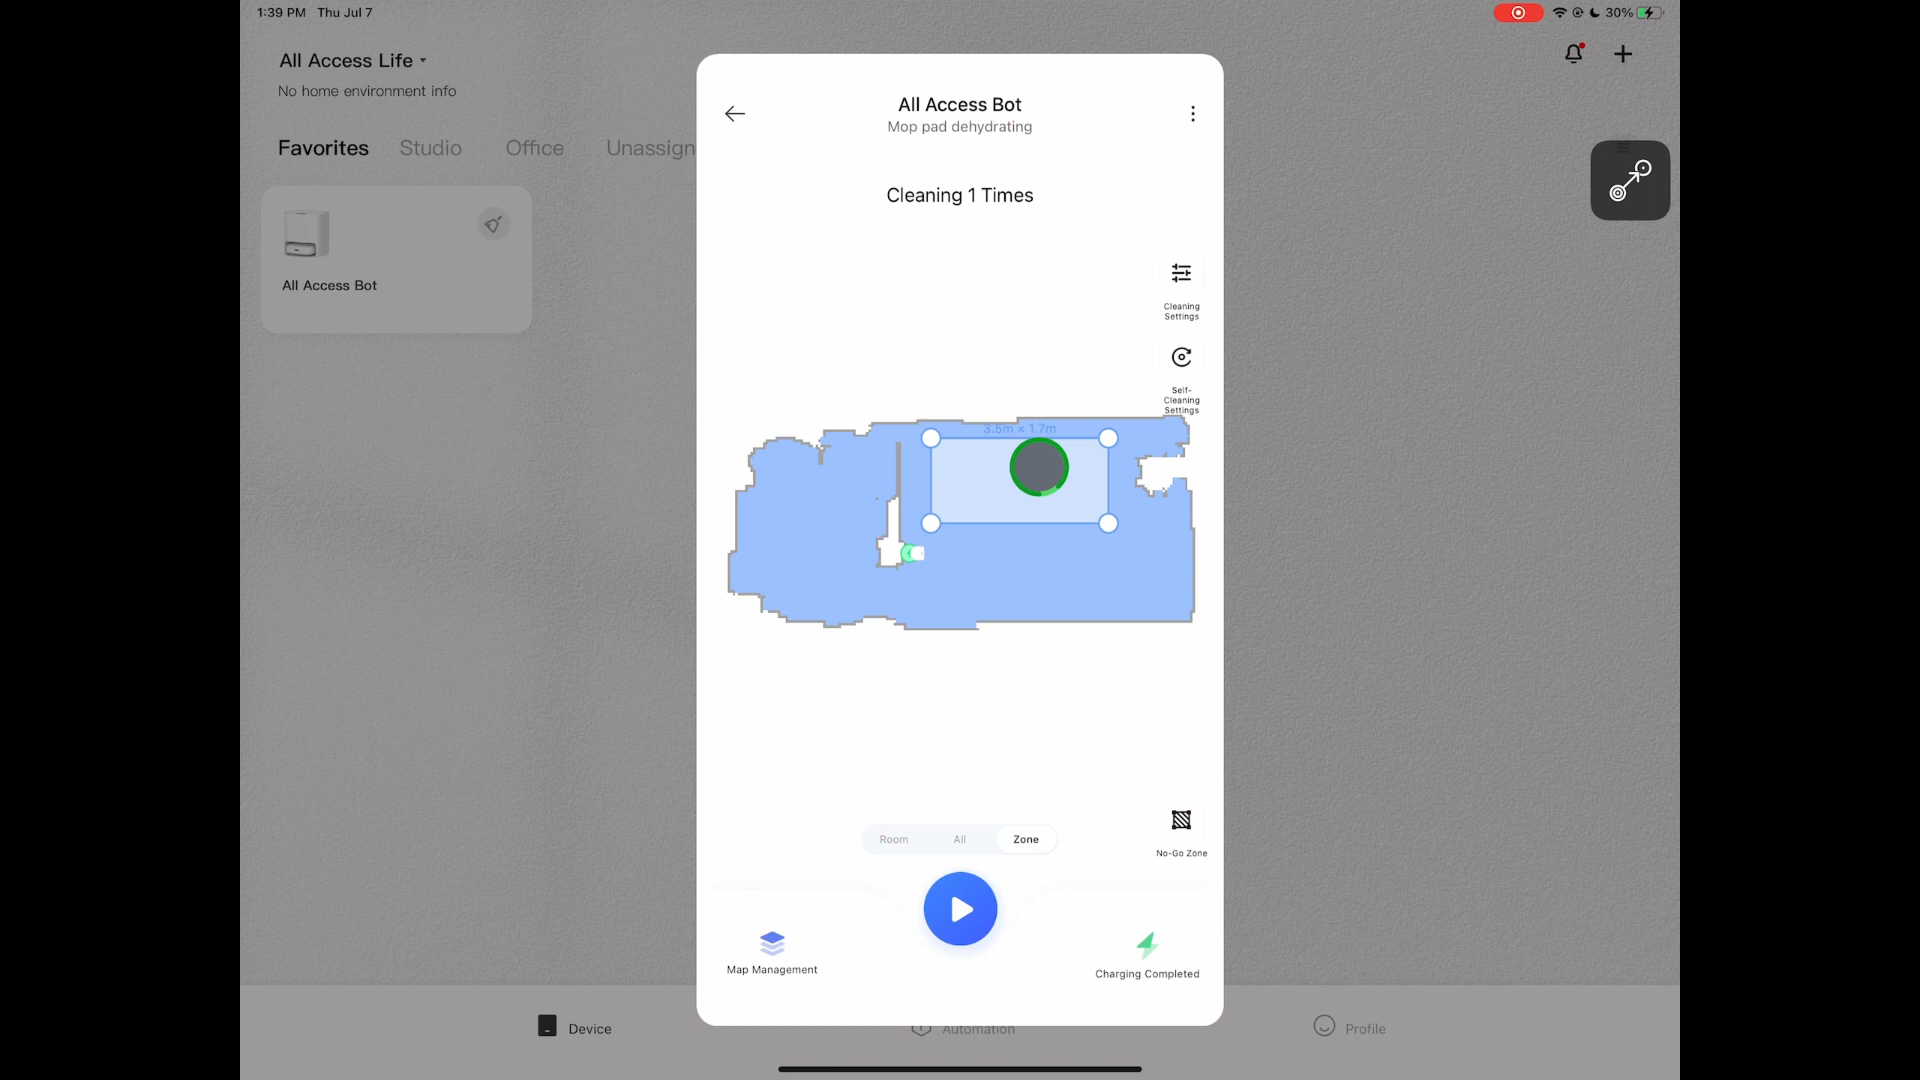 1:39 PM Thu Jul 7
30%
All Access Life
No home environment info
Favorites Studio Office Unassign
All Access Bot
All Access Bot
Mop pad dehydrating
Cleaning 1 Times
Cleaning
Settings
Self-
Cleaning
Settings
3.5m × 1.7m
Room All Zone
No-Go Zone
Map Management
Charging Completed
Device Automation Profile